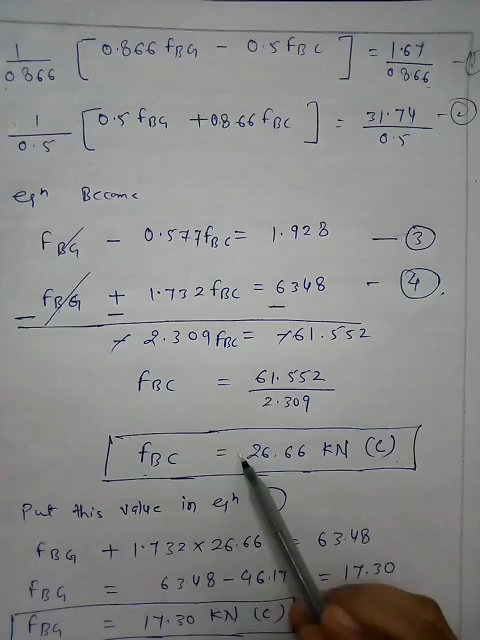 1/0.866 [ 0.866 fBG - 0.5 fBC ] = 1.67/0.866 - 
1/0.5 [ 0.5 fBG + 0.866 fBC ] = 31.74/0.5 - ②
eqn Become
fBG - 0.577 fBC = 1.928 — ③
- fBG + 1.732 fBC = 6348 - ④.
- 2.309 fBC = 761.552
fBC = 61.552/2.309
fBC = 26.66 KN (C)
Put this value in eqn
fBG + 1.732 × 26.66 = 63.48
fBG = 63.48 - 46.17 = 17.30
fBG = 17.30 KN (C)